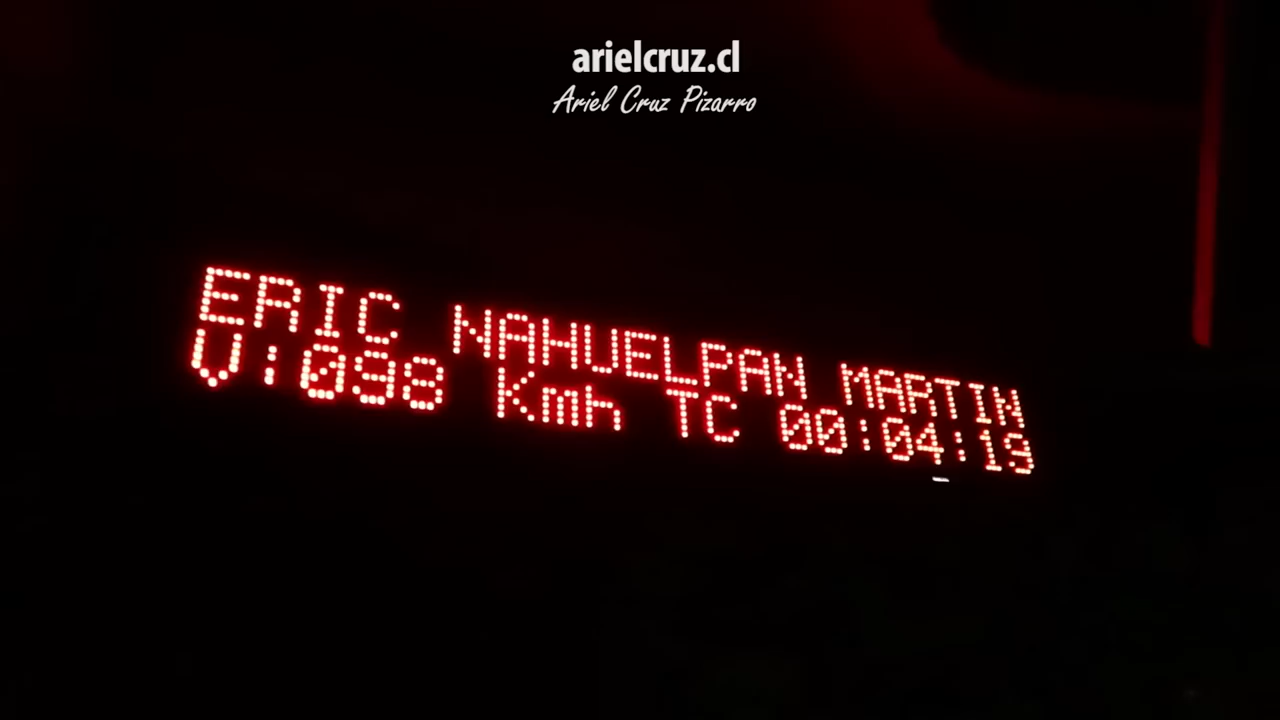 arielcruz.cl
Ariel Cruz Pizarro
ERIC NAHUELPAN MARTIN
V:098 Kmh TC 00:04:19